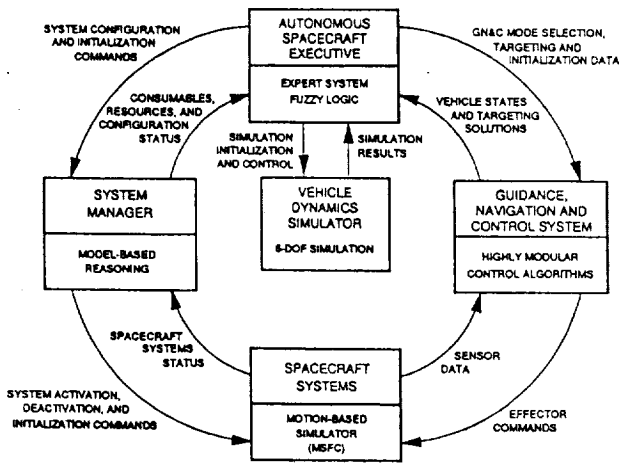 AUTONOMOUS
SPACECRAFT
EXECUTIVE
EXPERT SYSTEM
FUZZY LOGIC
SYSTEM CONFIGURATION
AND INITIALIZATION
COMMANDS
GN&C MODE SELECTION,
TARGETING AND
INITIALIZATION DATA
CONSUMABLES,
RESOURCES, AND
CONFIGURATION
STATUS
VEHICLE STATES
AND TARGETING
SOLUTIONS
SIMULATION
INITIALIZATION
AND CONTROL
SIMULATION
RESULTS
SYSTEM
MANAGER
MODEL-BASED
REASONING
VEHICLE
DYNAMICS
SIMULATOR
6-DOF SIMULATION
GUIDANCE,
NAVIGATION AND
CONTROL SYSTEM
HIGHLY MODULAR
CONTROL ALGORITHMS
SPACECRAFT
SYSTEMS
STATUS
SENSOR
DATA
SPACECRAFT
SYSTEMS
MOTION-BASED
SIMULATOR
(MSFC)
SYSTEM ACTIVATION,
DEACTIVATION, AND
INITIALIZATION COMMANDS
EFFECTOR
COMMANDS